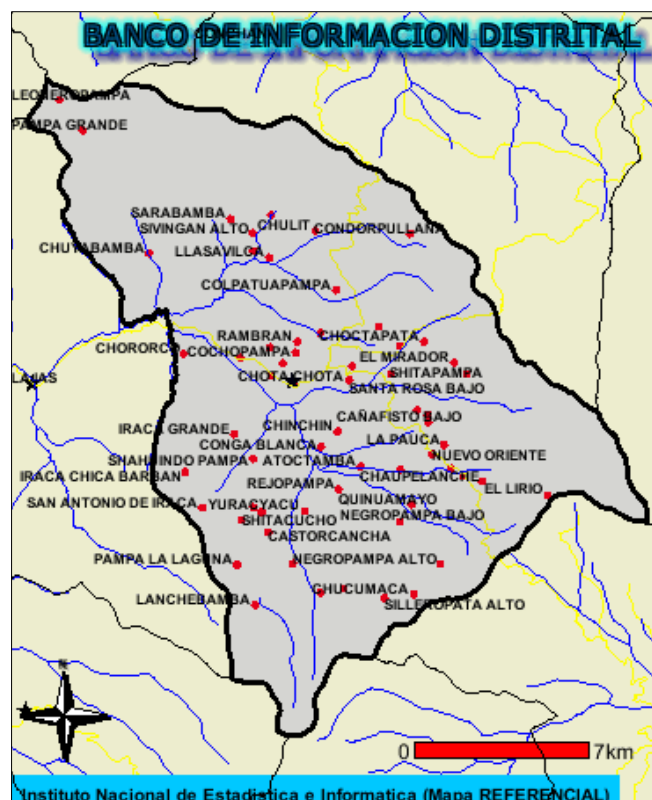 BANCO DE INFORMACION DISTRITAL
PAMPA GRANDE
SARABAMBA
SIVINGAN ALTO
CHULIT
CONDORPULLANA
CHUYABAMBA
LLASAVILCA
COLPATUAPAMPA
RAMBRAN
CHOCTAPATA
CHORORCO
COCHOPAMPA
EL MIRADOR
LAJAS
CHOTA CHOTA
SHITAPAMPA
SANTA ROSA BAJO
CAÑAFISTO BAJO
IRACA GRANDE
CHINCHIN
CONGA BLANCA
LA PAUCA
SHAHUINDO PAMPA
ATOCTAMBA
NUEVO ORIENTE
IRACA CHICA BARBAN
CHAUPELANCHE
REJOPAMPA
EL LIRIO
SAN ANTONIO DE IRACA
YURACYACU
QUINUAMAYO
SHITACUCHO
NEGROPAMPA BAJO
CASTORCANCHA
PAMPA LA LAGUNA
NEGROPAMPA ALTO
CHUCUMACA
LANCHEBAMBA
SILLEROPATA ALTO
N
0
7km
Instituto Nacional de Estadistica e Informatica (Mapa REFERENCIAL)